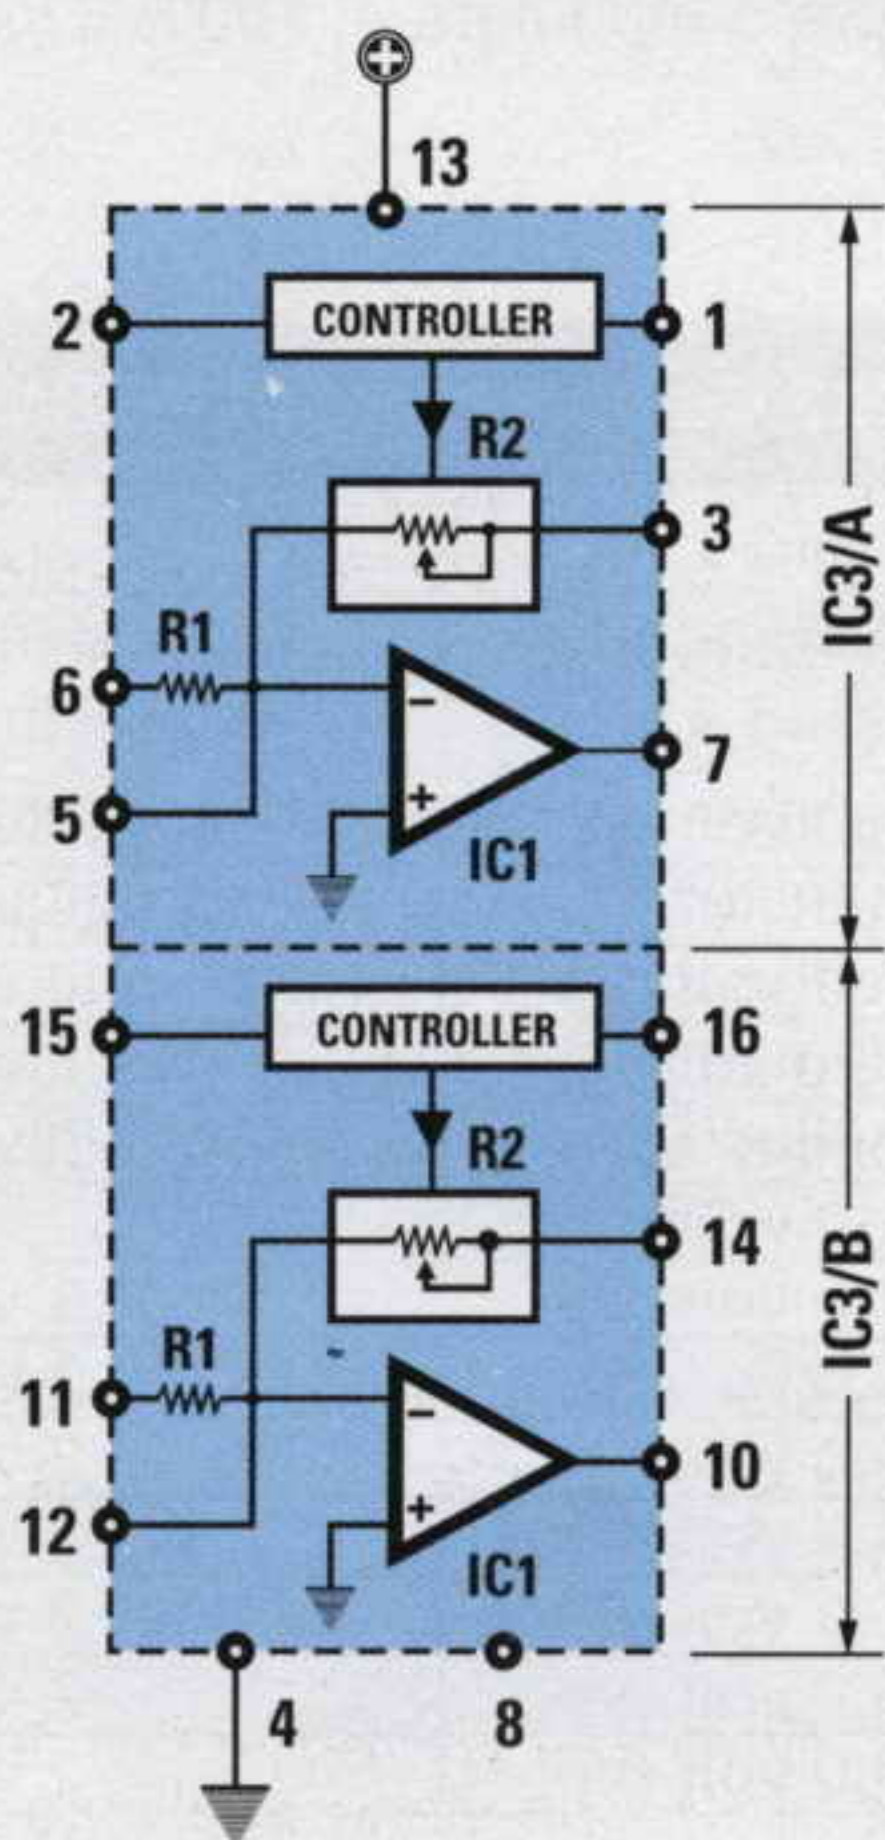 13
2
CONTROLLER
1
R2
3
IC3/A
R1
6
−
7
5
+
IC1
15
CONTROLLER
16
R2
14
IC3/B
R1
11
−
10
12
+
IC1
4
8